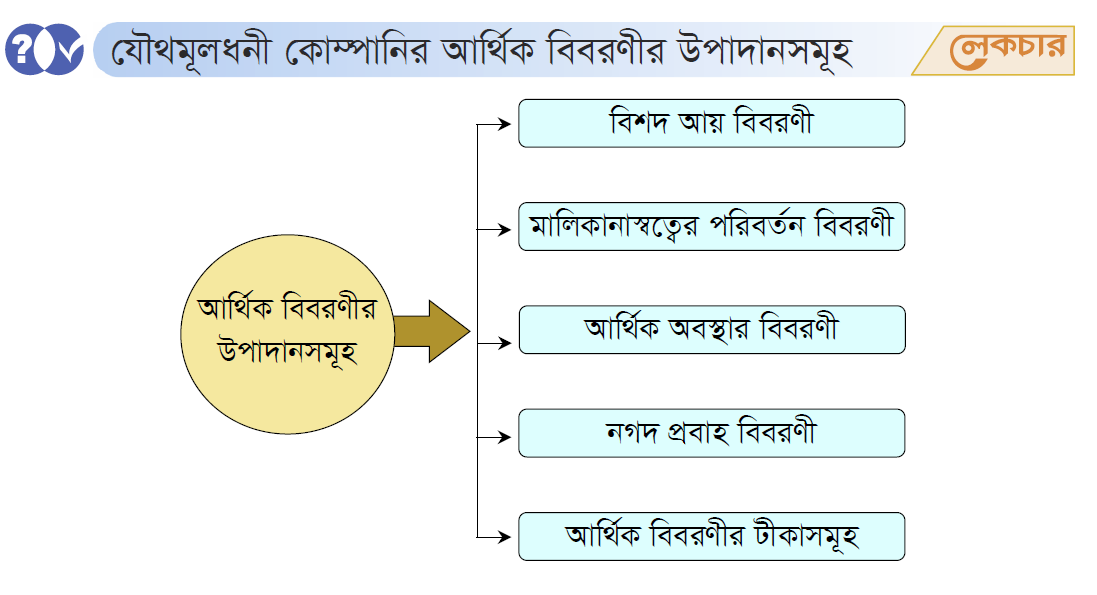 যৌথমূলধনী কোম্পানির আর্থিক বিবরণীর উপাদানসমূহ
লেকচার
আর্থিক বিবরণীর
উপাদানসমূহ
বিশদ আয় বিবরণী
মালিকানাস্বত্বের পরিবর্তন বিবরণী
আর্থিক অবস্থার বিবরণী
নগদ প্রবাহ বিবরণী
আর্থিক বিবরণীর টীকাসমূহ